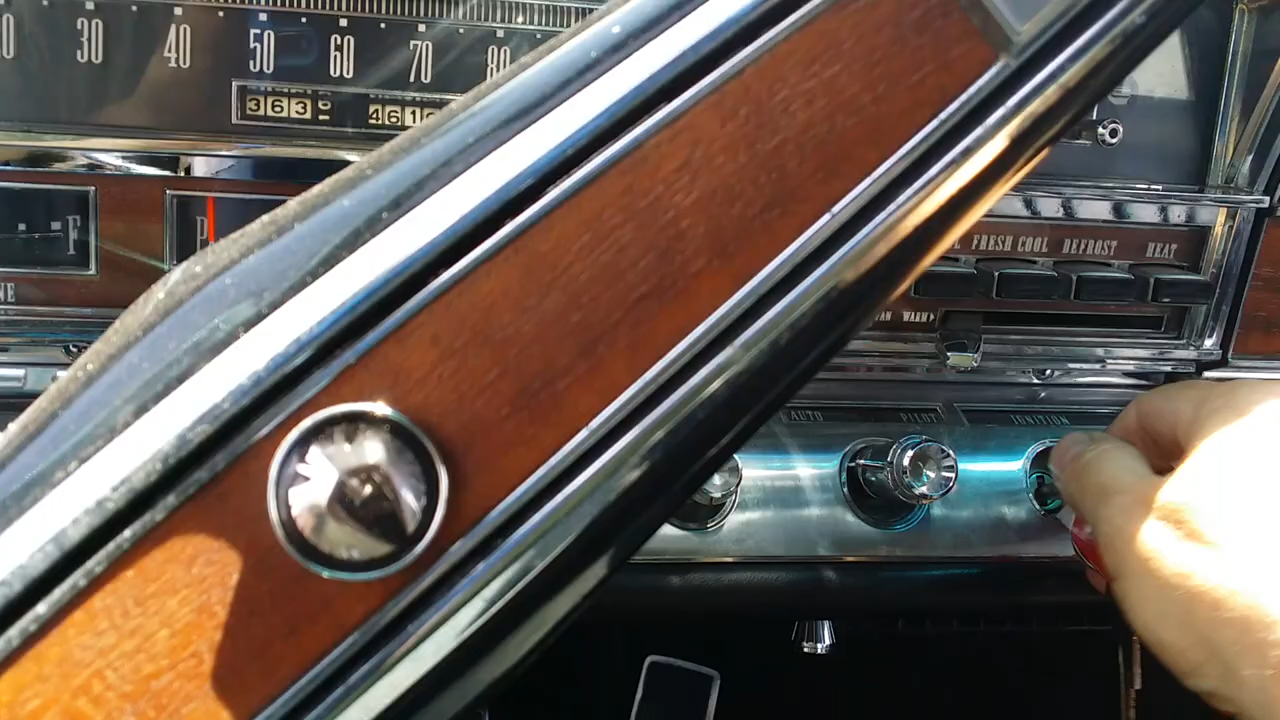 30 40 50 60 70 80
363
461
F
P
FRESH COOL DEFROST HEAT
WARM
AUTO PILOT
IGNITION